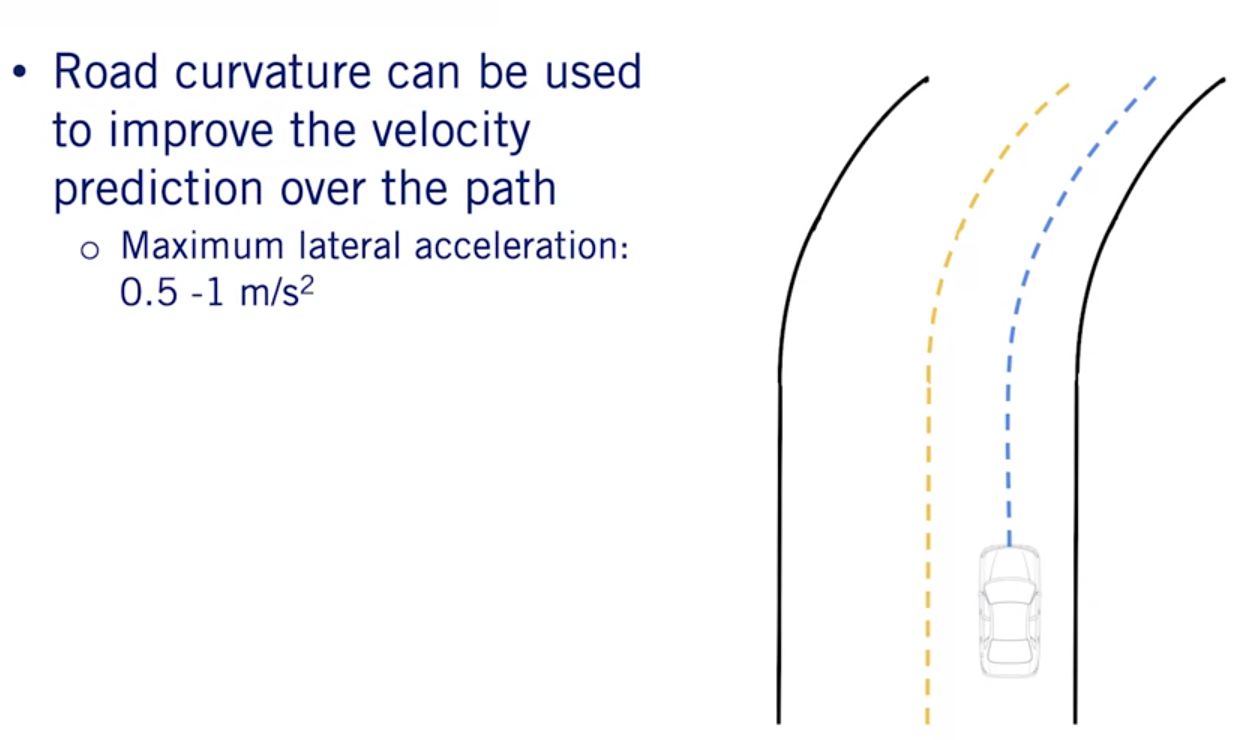 • Road curvature can be used
to improve the velocity
prediction over the path
○ Maximum lateral acceleration:
0.5 -1 m/s²